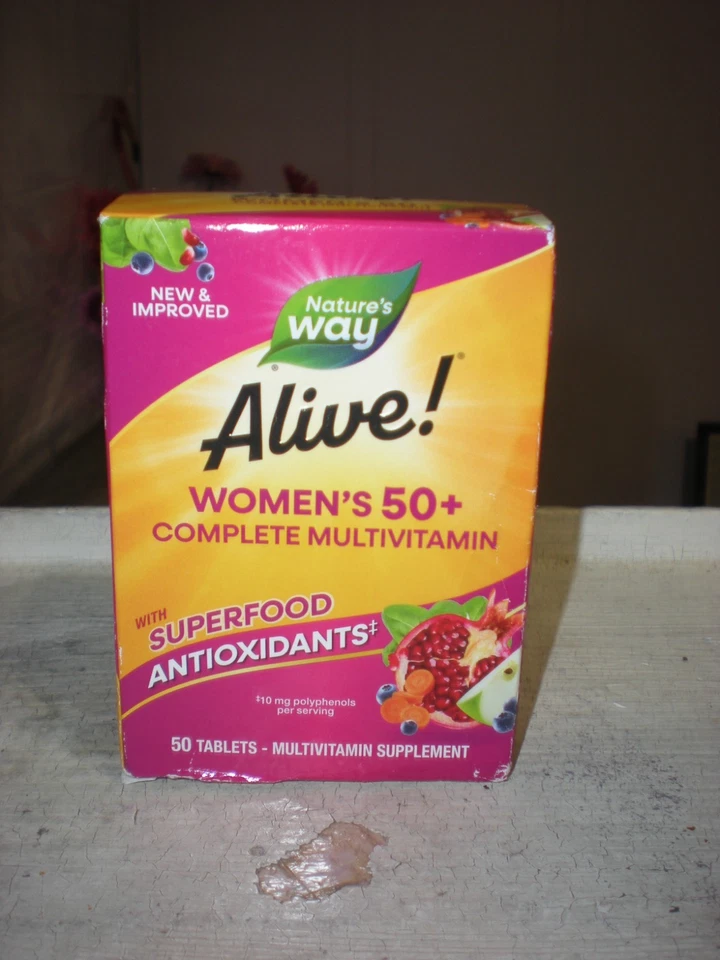 NEW &
IMPROVED
Nature's
way
Alive!
WOMEN'S 50+
COMPLETE MULTIVITAMIN
WITH
SUPERFOOD
ANTIOXIDANTS‡
‡10 mg polyphenols
per serving
50 TABLETS - MULTIVITAMIN SUPPLEMENT